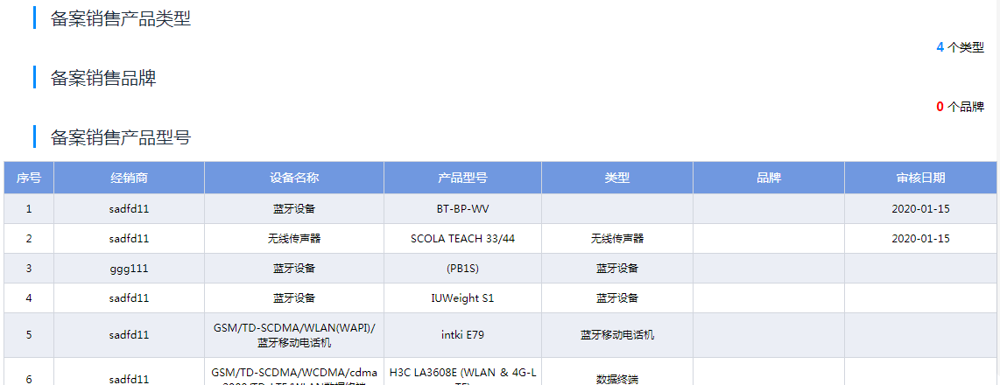 备案销售产品类型
4 个类型
备案销售品牌
0 个品牌
备案销售产品型号
序号 经销商 设备名称 产品型号 类型 品牌 审核日期
1 sadfd11 蓝牙设备 BT-BP-WV 2020-01-15
2 sadfd11 无线传声器 SCOLA TEACH 33/44 无线传声器 2020-01-15
3 ggg111 蓝牙设备 (PB1S) 蓝牙设备
4 sadfd11 蓝牙设备 IUWeight S1 蓝牙设备
5 sadfd11 GSM/TD-SCDMA/WLAN(WAPI)/ intki E79 蓝牙移动电话机
蓝牙移动电话机
6 sadfd11 GSM/TD-SCDMA/WCDMA/cdma H3C LA3608E (WLAN & 4G-L 数据终端